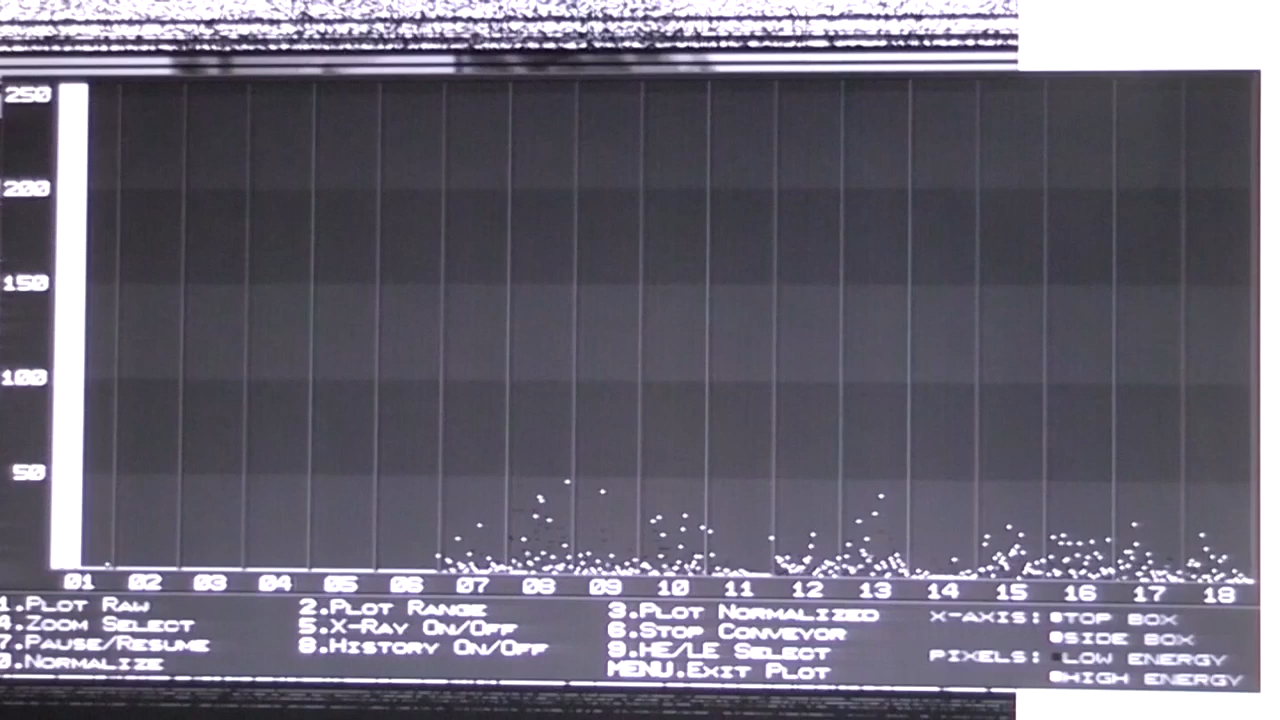 250
200
150
100
50
01 02 03 04 05 06 07 08 09 10 11 12 13 14 15 16 17 18
1.PLOT RAW 2.PLOT RANGE 3.PLOT NORMALIZED X-AXIS: TOP BOX
4.ZOOM SELECT 5.X-RAY ON/OFF 6.STOP CONVEYOR SIDE BOX
7.PAUSE/RESUME 8.HISTORY ON/OFF 9.HE/LE SELECT PIXELS: LOW ENERGY
0.NORMALIZE MENU.EXIT PLOT HIGH ENERGY